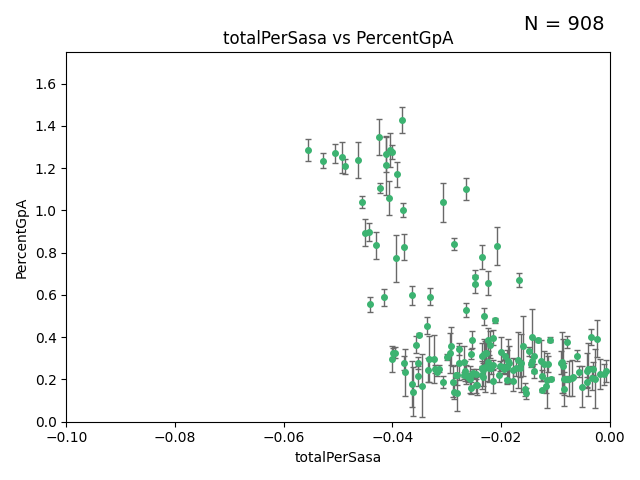 N = 908
totalPerSasa vs PercentGpA
1.6
1.4
1.2
1.0
0.8
0.6
0.4
0.2
0.0
PercentGpA
−0.10 −0.08 −0.06 −0.04 −0.02 0.00
totalPerSasa